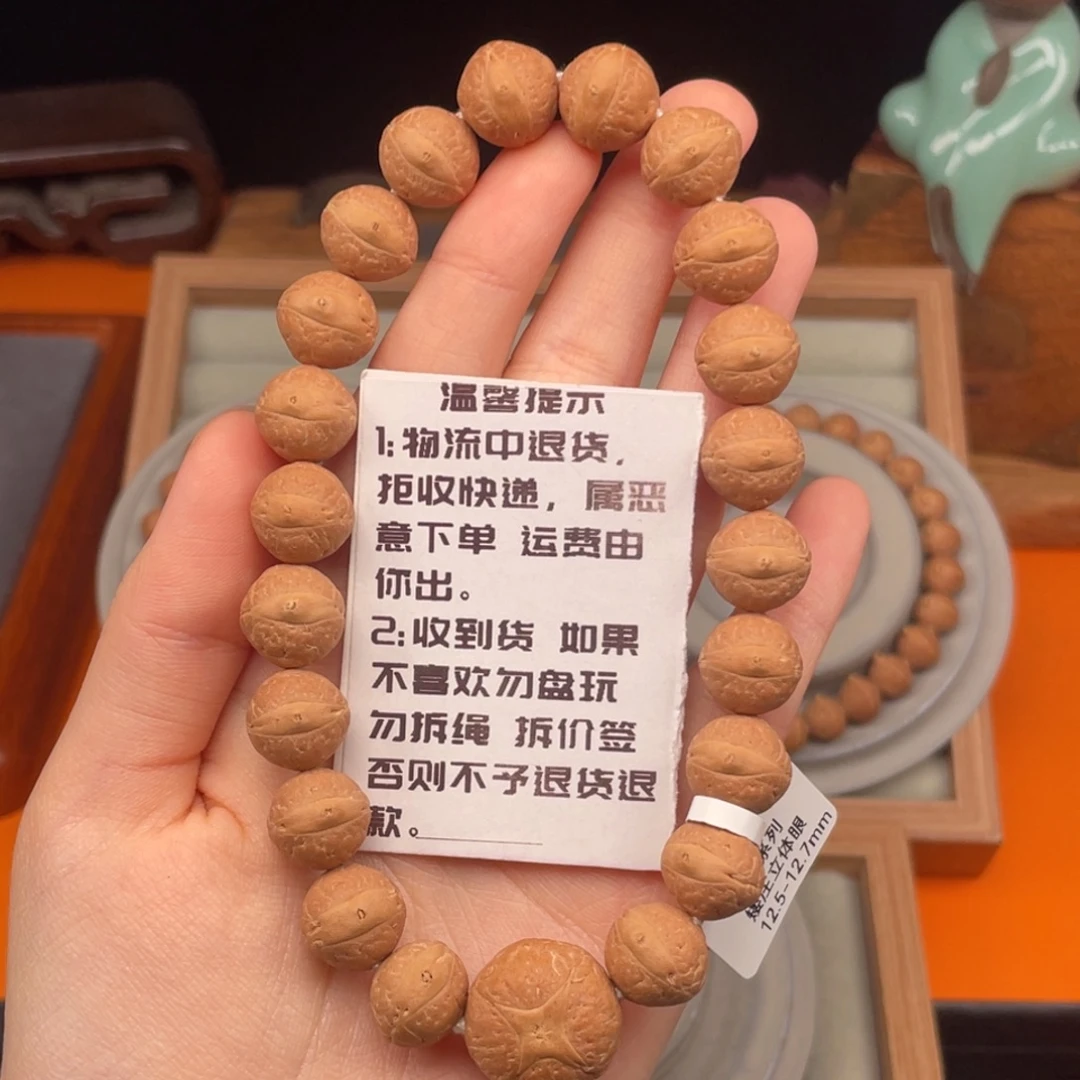 温馨提示
1:物流中退货,
拒收快递，属恶
意下单 运费由
你出。
2:收到货 如果
不喜欢勿盘玩
勿拆绳 拆价签
否则不予退货退
款。
系列
矮庄立体眼
12.5-12.7mm